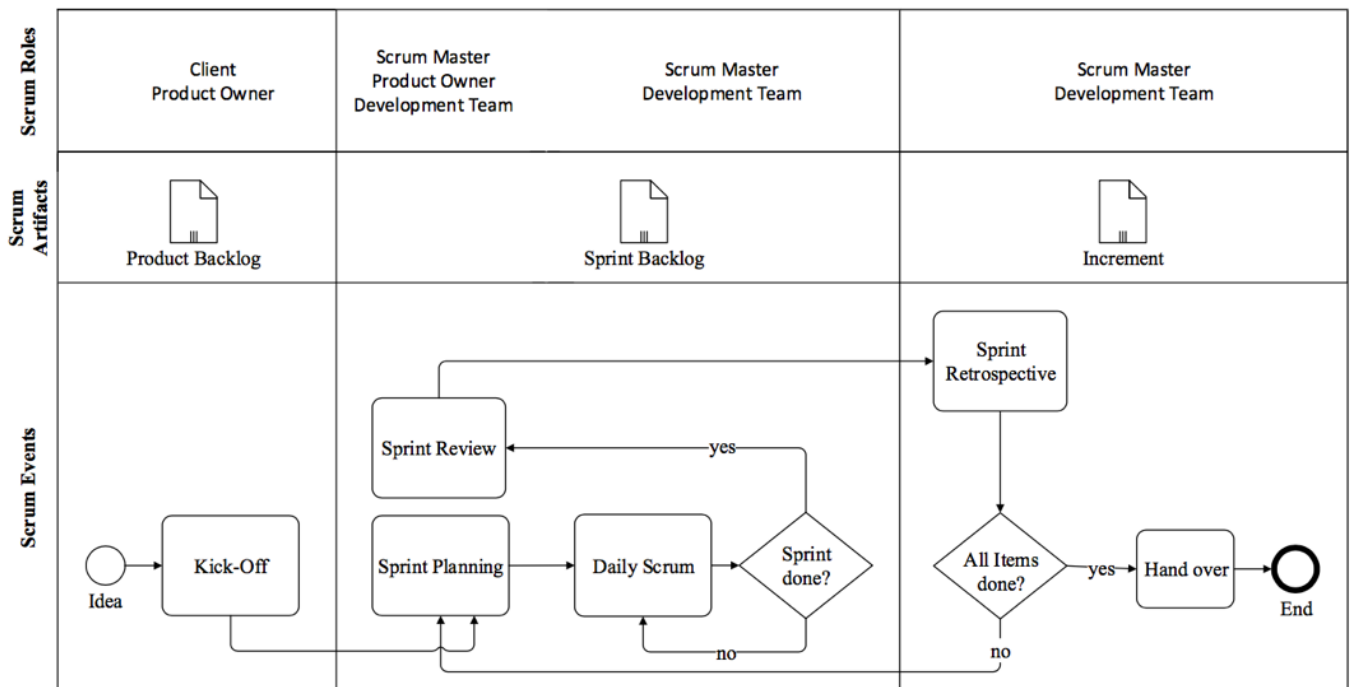 Scrum Roles
Client
Product Owner
Scrum Master
Product Owner
Development Team
Scrum Master
Development Team
Scrum Master
Development Team
Scrum
Artifacts
Product Backlog
Sprint Backlog
Increment
Scrum Events
Sprint
Retrospective
Sprint Review
yes
Idea
Kick-Off
Sprint Planning
Daily Scrum
Sprint
done?
no
All Items
done?
yes
no
Hand over
End